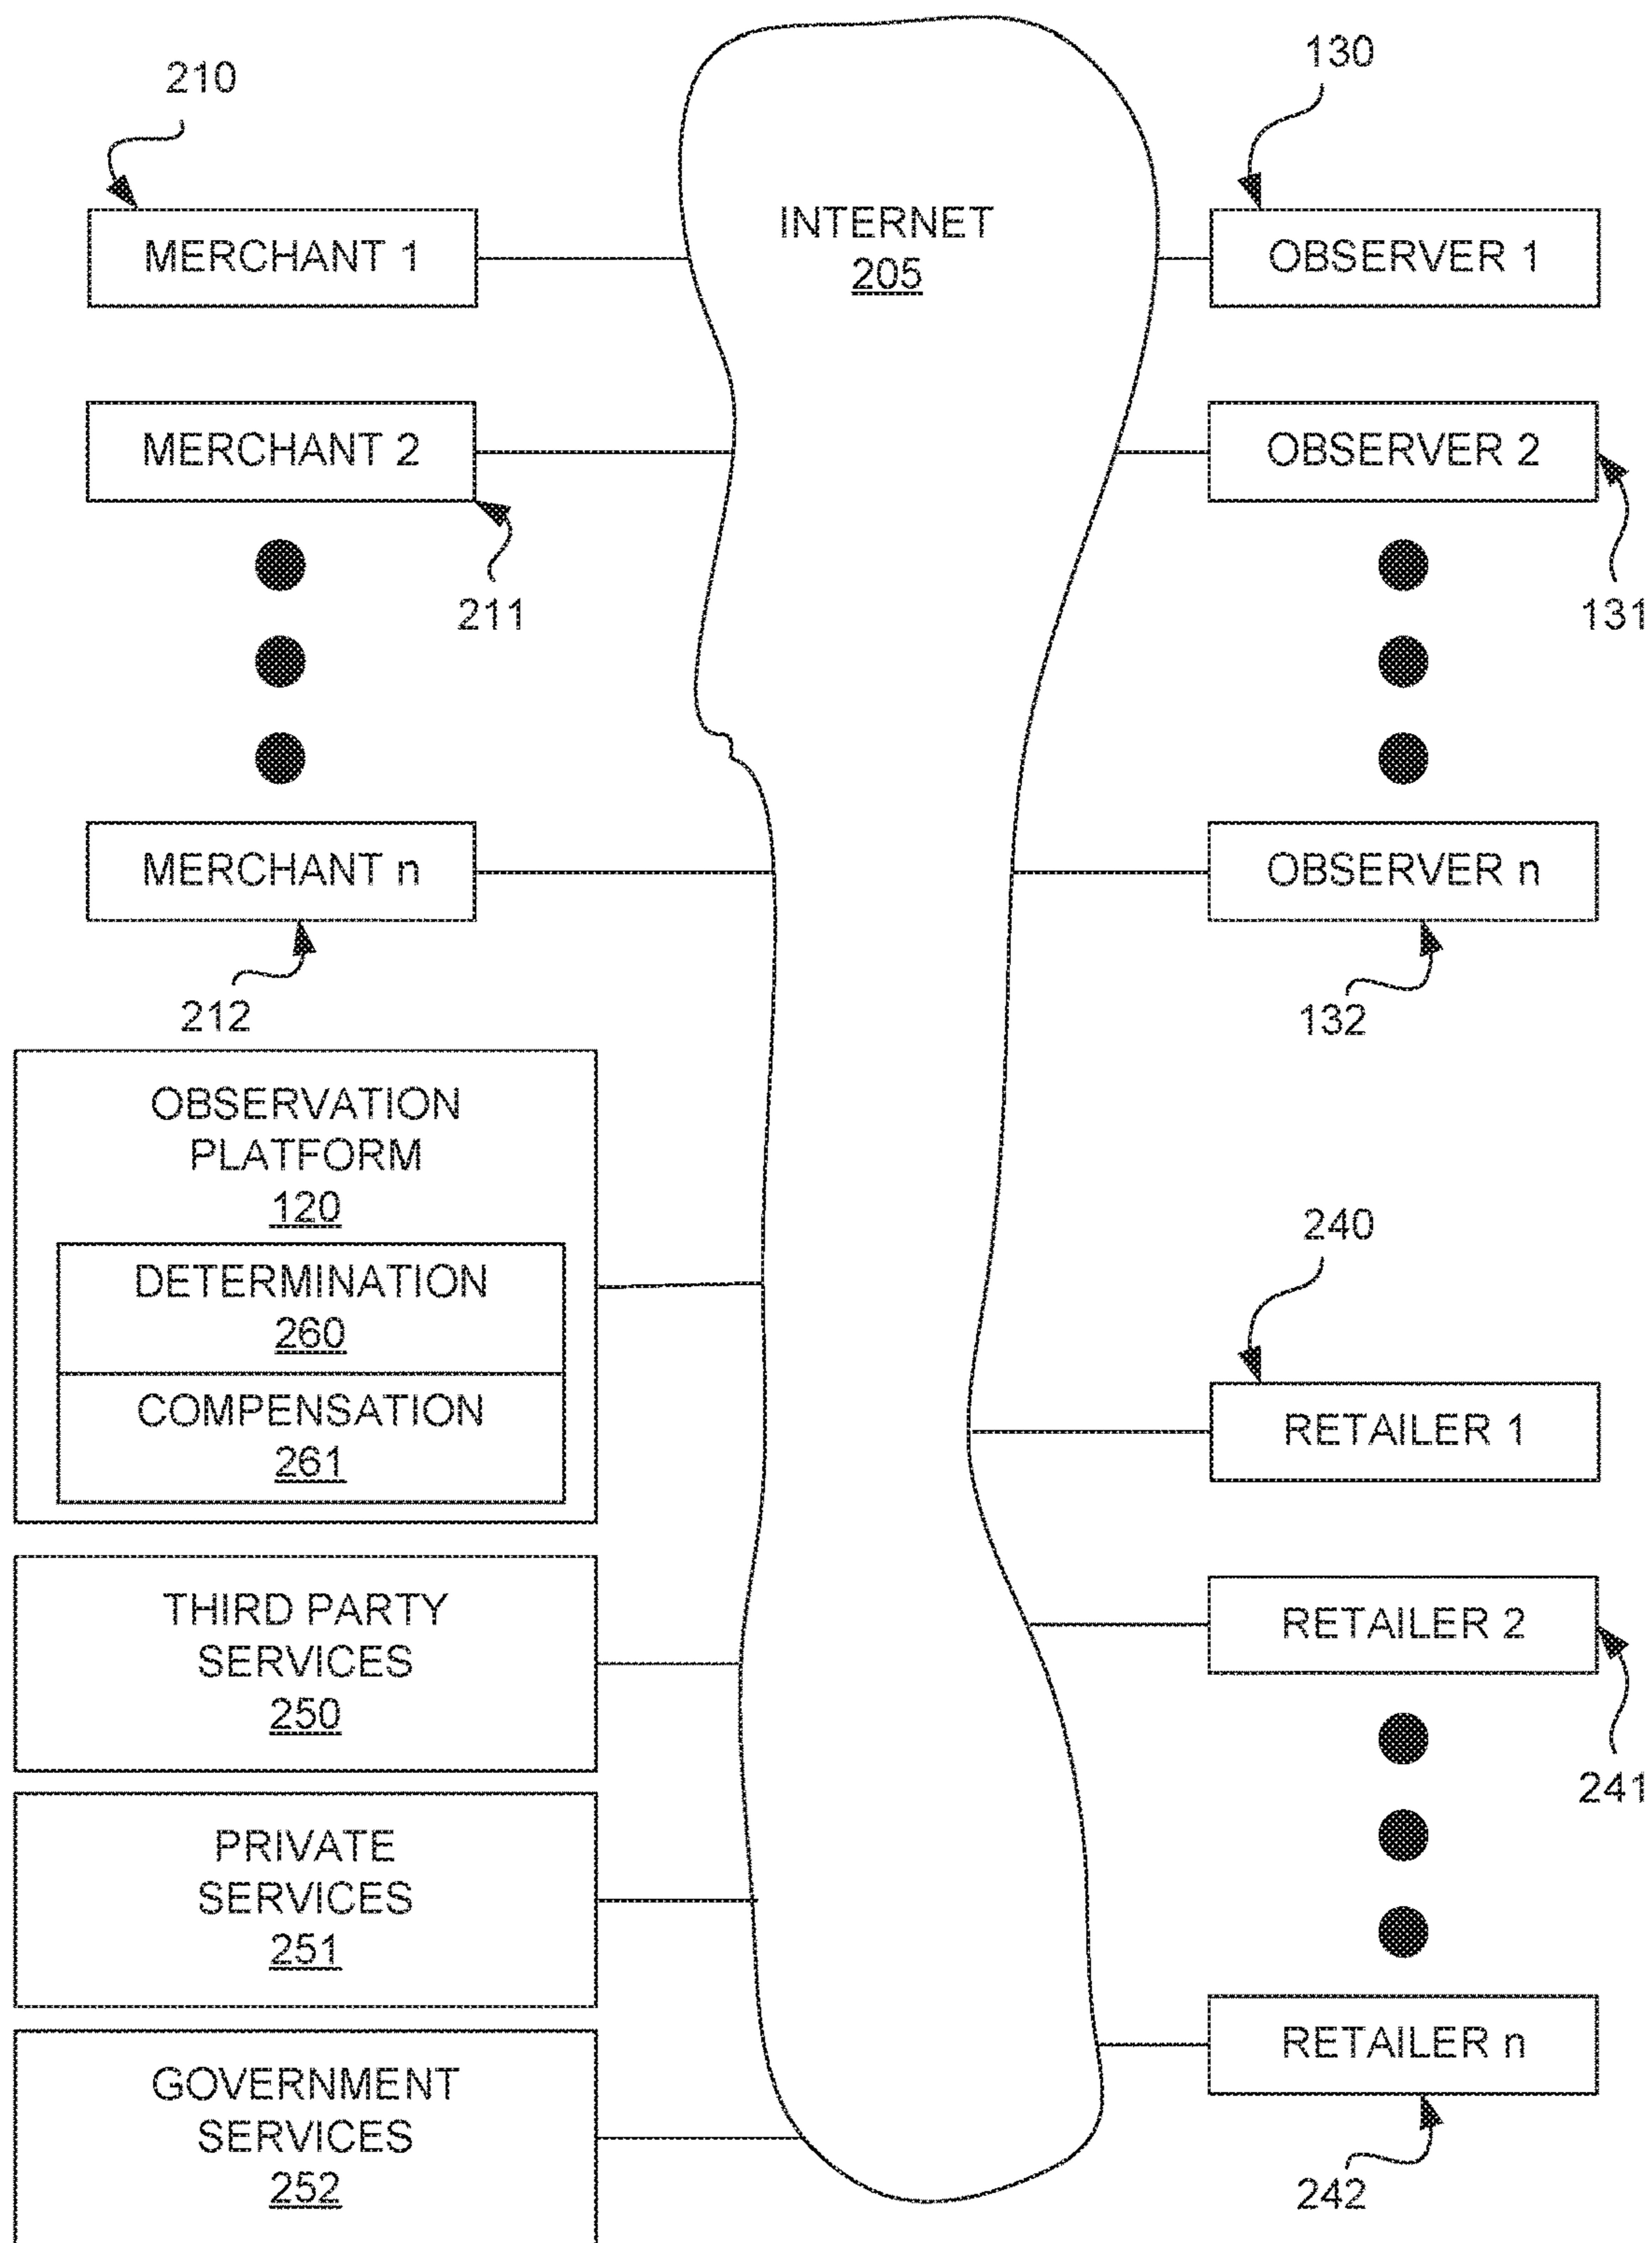 210
130
INTERNET
205
MERCHANT 1
OBSERVER 1
MERCHANT 2
OBSERVER 2
211
131
MERCHANT n
OBSERVER n
212
132
OBSERVATION
PLATFORM
120
DETERMINATION
260
COMPENSATION
261
240
RETAILER 1
THIRD PARTY
SERVICES
250
RETAILER 2
241
PRIVATE
SERVICES
251
RETAILER n
GOVERNMENT
SERVICES
252
242